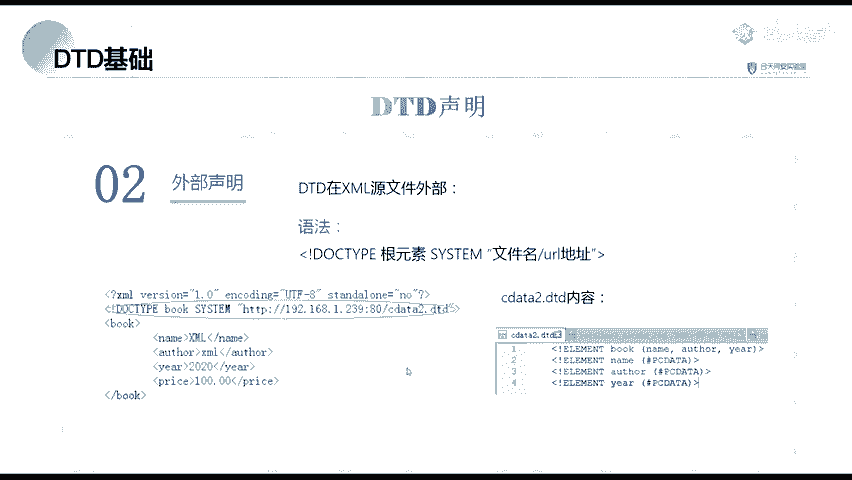 DTD基础
DTD声明
02
外部声明
DTD在XML源文件外部：
语法：
<!DOCTYPE 根元素 SYSTEM "文件名/url地址">
<?xml version="1.0" encoding="UTF-8" standalone="no"?>
<!DOCTYPE book SYSTEM "http://192.168.1.239:80/cdata2.dtd">
<book>
<name>XML</name>
<author>xml</author>
<year>2020</year>
<price>100.00</price>
</book>
cdata2.dtd内容：
cdata2.dtd
1 <!ELEMENT book (name, author, year)>
2 <!ELEMENT name (#PCDATA)>
3 <!ELEMENT author (#PCDATA)>
4 <!ELEMENT year (#PCDATA)>